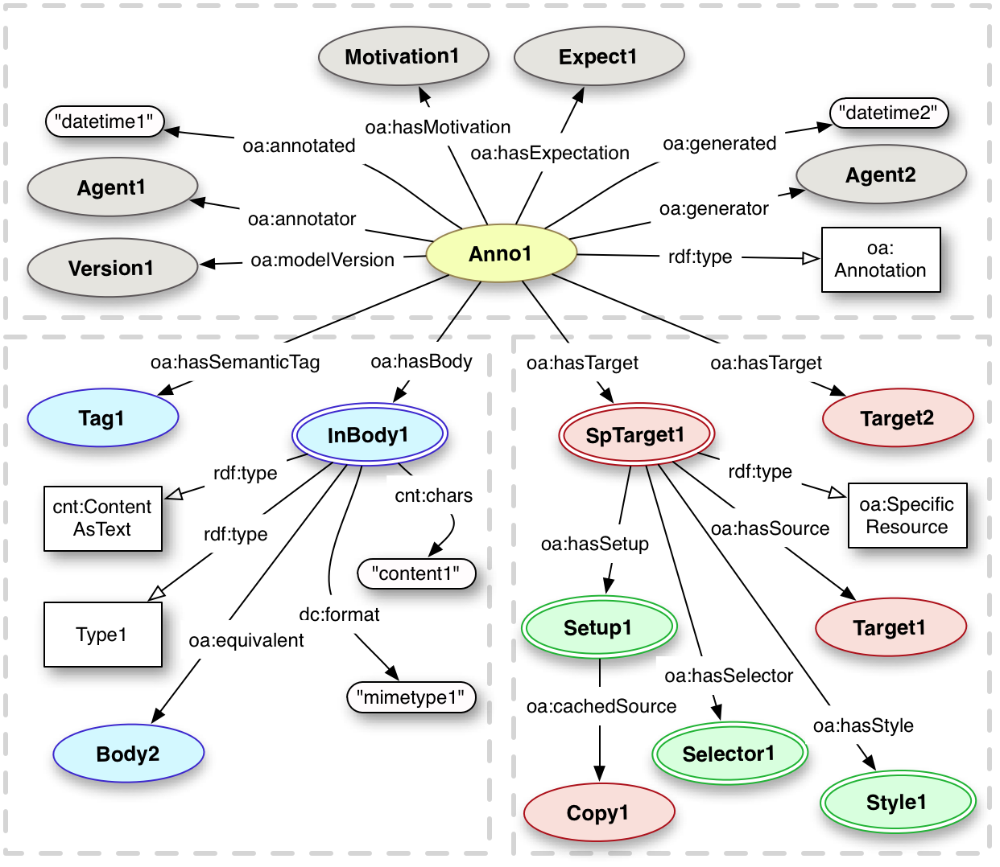 Motivation1
Expect1
"datetime1"
oa:hasMotivation
"datetime2"
oa:annotated
oa:hasExpectation
oa:generated
Agent1
Agent2
oa:annotator
oa:generator
Version1
oa:modelVersion
Anno1
rdf:type
oa:
Annotation
oa:hasSemanticTag
oa:hasBody
oa:hasTarget
oa:hasTarget
Tag1
InBody1
SpTarget1
Target2
rdf:type
cnt:chars
rdf:type
cnt:Content
AsText
oa:Specific
Resource
rdf:type
oa:hasSetup
oa:hasSource
"content1"
Type1
dc:format
oa:equivalent
Setup1
Target1
oa:hasSelector
"mimetype1"
oa:cachedSource
oa:hasStyle
Body2
Selector1
Copy1
Style1